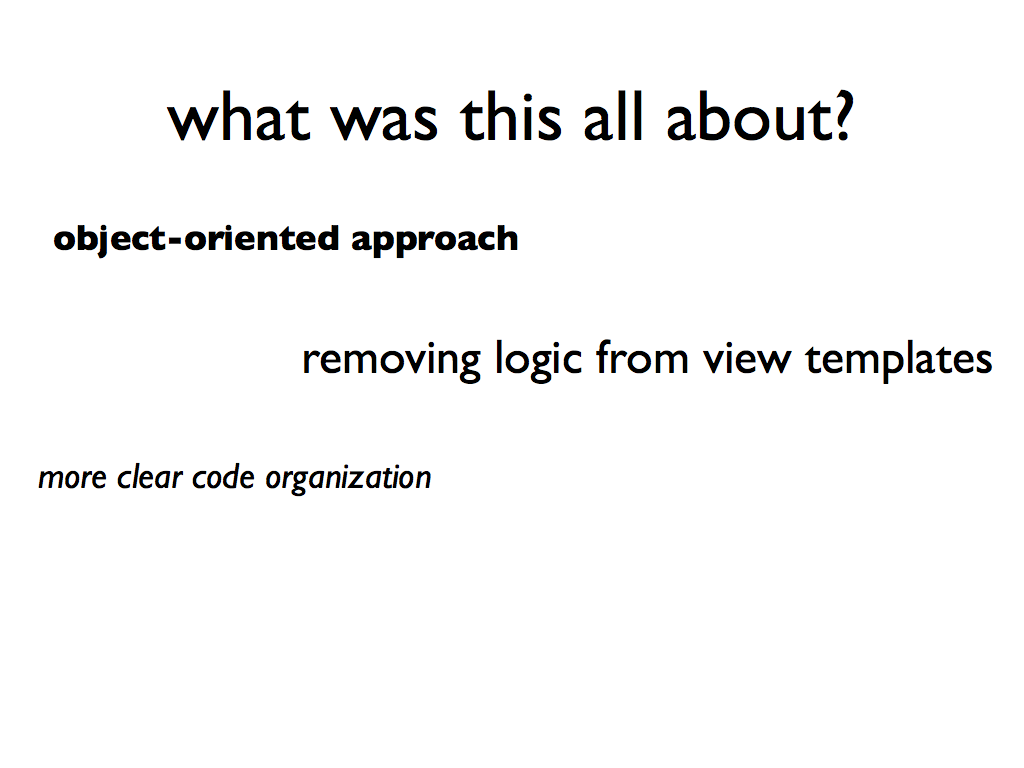 what was this all about?
object-oriented approach
removing logic from view templates
more clear code organization